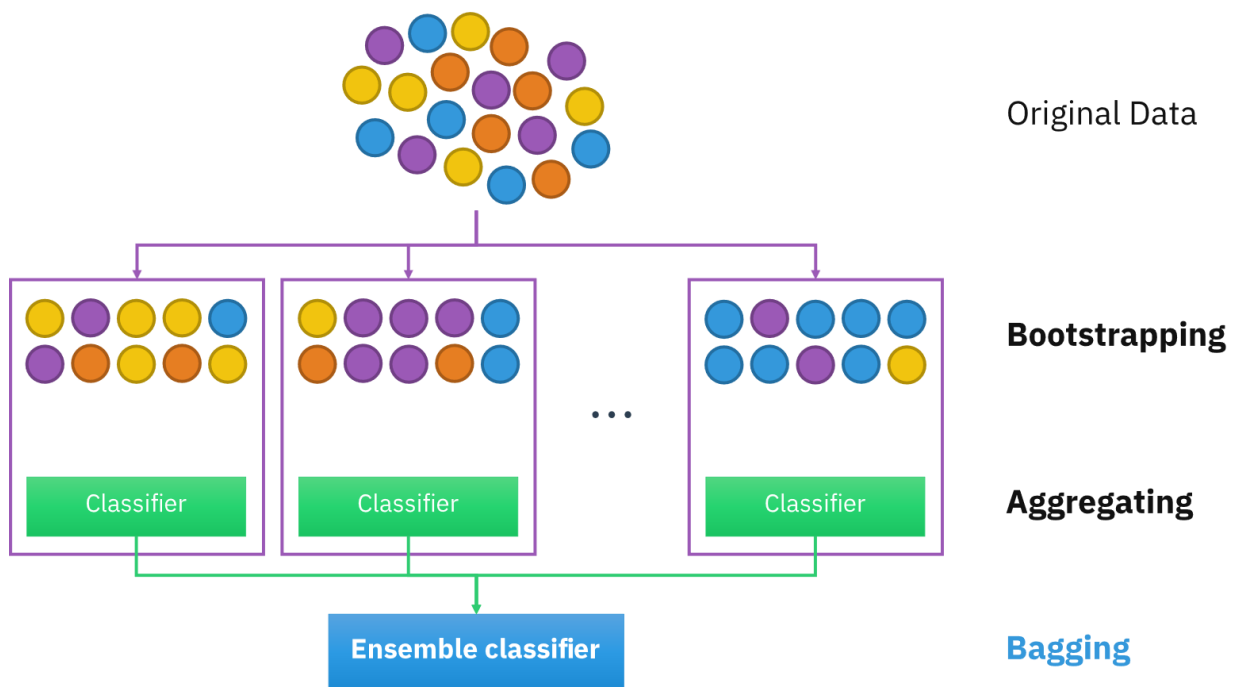 Original Data
Bootstrapping
...
Classifier
Classifier
Classifier
Aggregating
Ensemble classifier
Bagging